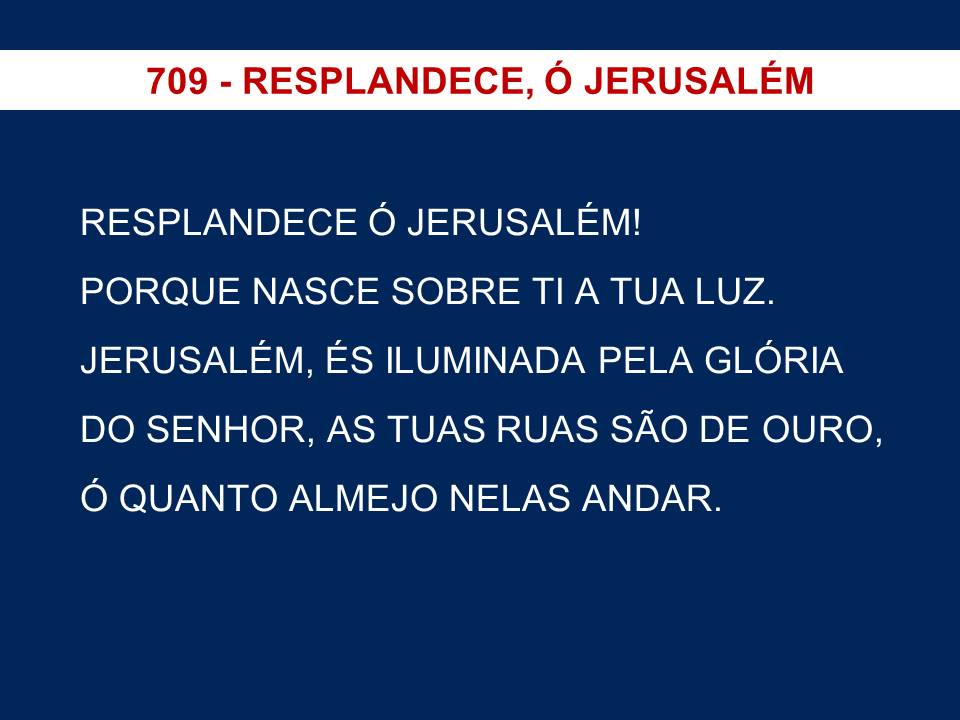 709 - RESPLANDECE, Ó JERUSALÉM
RESPLANDECE Ó JERUSALÉM!
PORQUE NASCE SOBRE TI A TUA LUZ.
JERUSALÉM, ÉS ILUMINADA PELA GLÓRIA
DO SENHOR, AS TUAS RUAS SÃO DE OURO,
Ó QUANTO ALMEJO NELAS ANDAR.